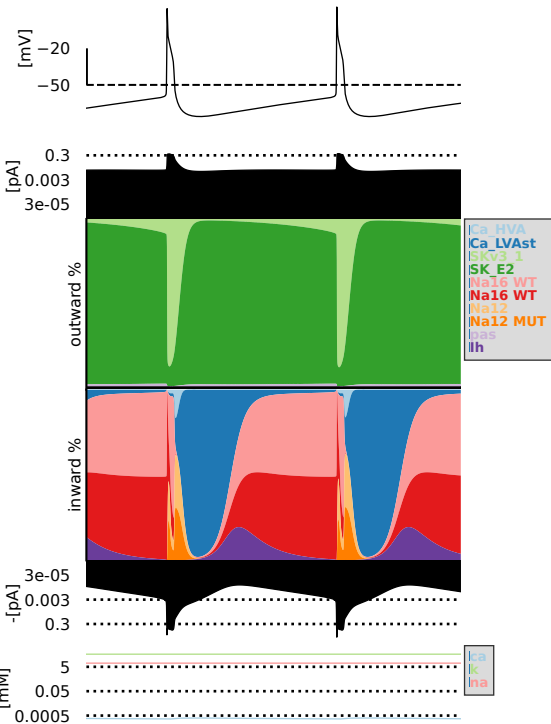 [mV]
−20
−50
[pA]
0.3
0.003
3e-05
outward %
Ca_HVA
Ca_LVAst
SKv3_1
SK_E2
Na16 WT
Na16 WT
Na12
Na12 MUT
pas
Ih
inward %
-[pA]
3e-05
0.003
0.3
[mM]
5
0.05
0.0005
ca
k
na